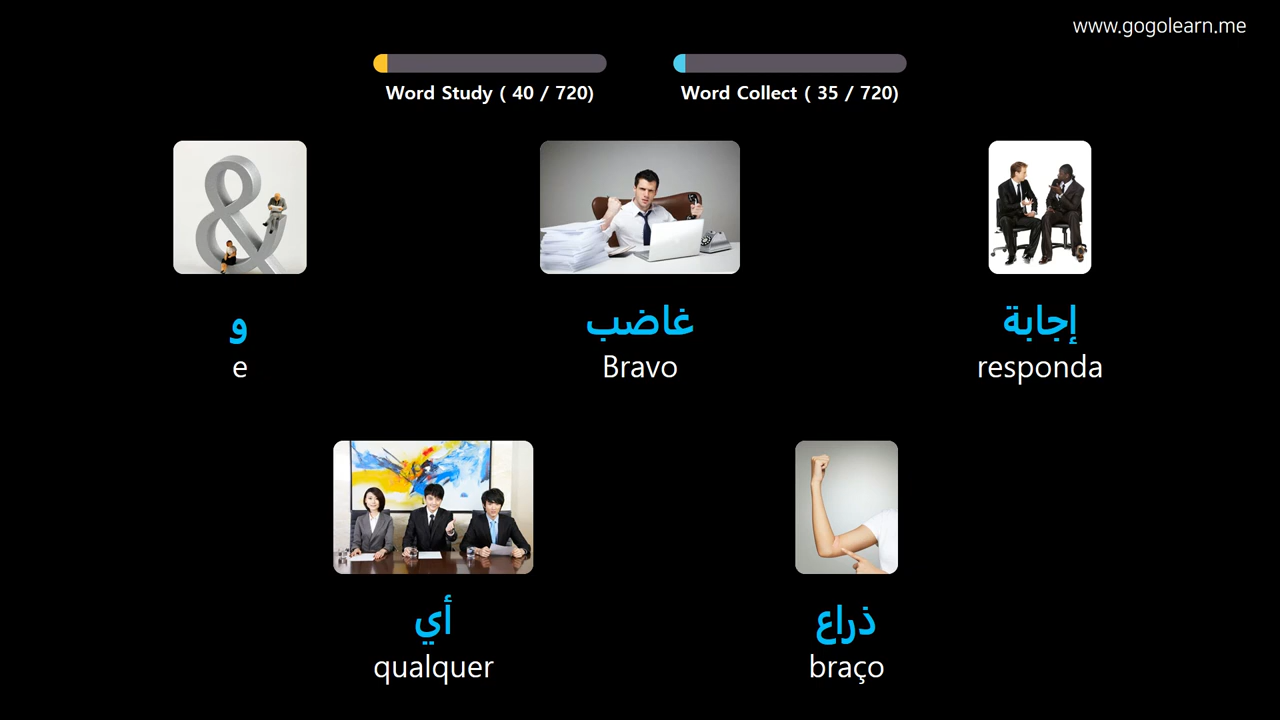 www.gogolearn.me
Word Study ( 40 / 720)
Word Collect ( 35 / 720)
و
e
غاضب
Bravo
إجابة
responda
أي
qualquer
ذراع
braço